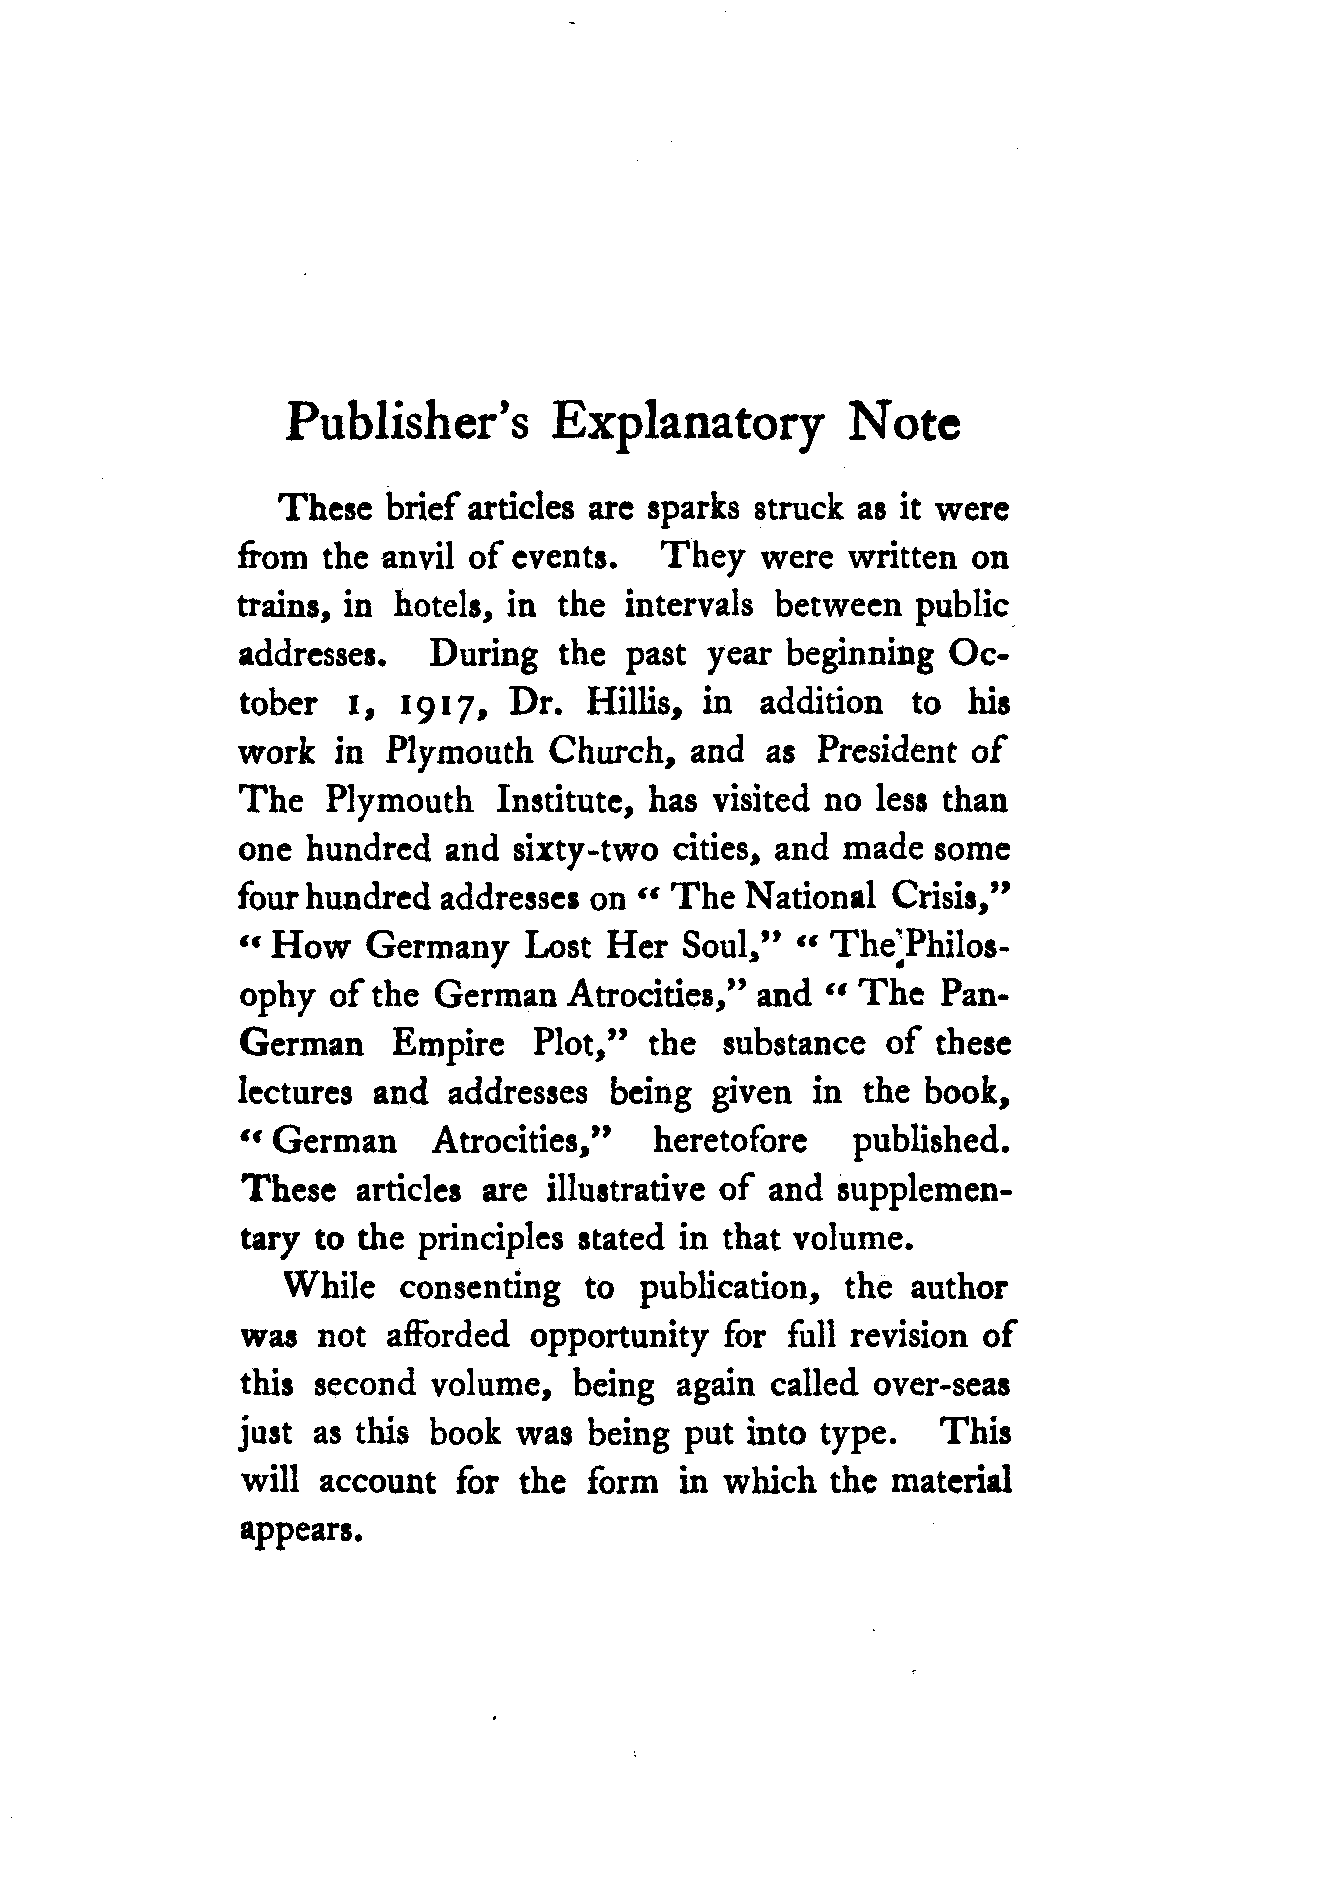 Publisher's Explanatory Note
These brief articles are sparks struck as it were
from the anvil of events. They were written on
trains, in hotels, in the intervals between public
addresses. During the past year beginning Oc-
tober 1, 1917, Dr. Hillis, in addition to his
work in Plymouth Church, and as President of
The Plymouth Institute, has visited no less than
one hundred and sixty-two cities, and made some
four hundred addresses on " The National Crisis,"
" How Germany Lost Her Soul," " The Philos-
ophy of the German Atrocities," and " The Pan-
German Empire Plot," the substance of these
lectures and addresses being given in the book,
" German Atrocities," heretofore published.
These articles are illustrative of and supplemen-
tary to the principles stated in that volume.
While consenting to publication, the author
was not afforded opportunity for full revision of
this second volume, being again called over-seas
just as this book was being put into type. This
will account for the form in which the material
appears.